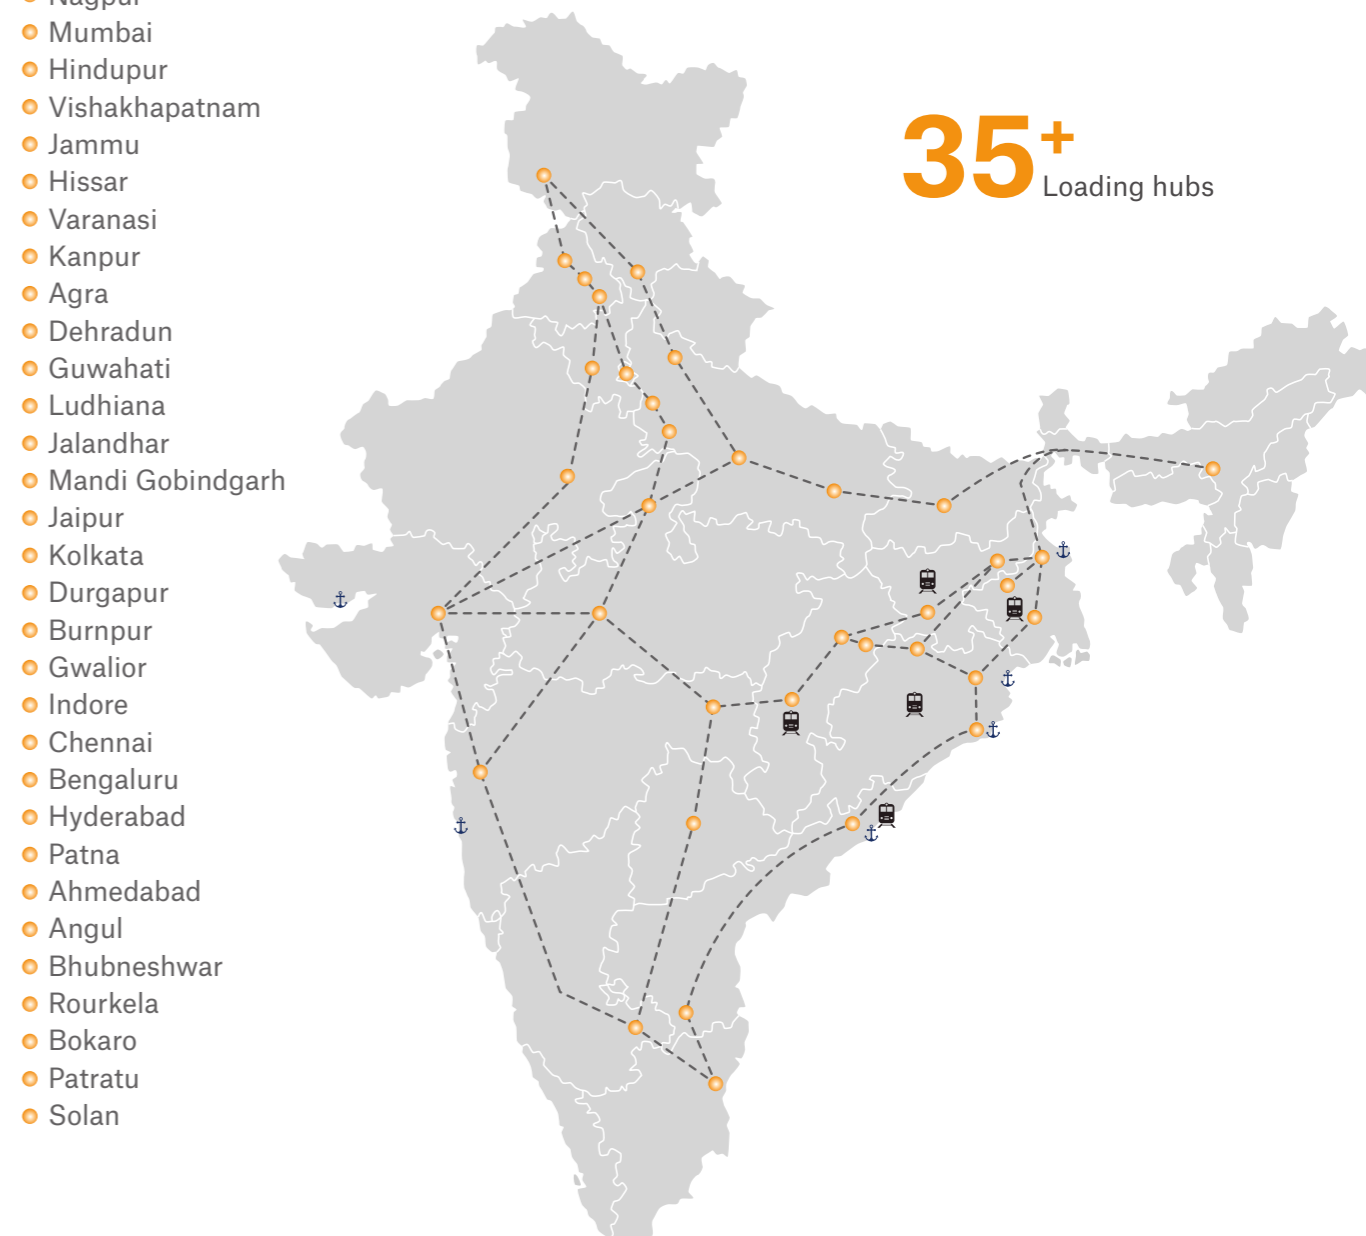 Nagpur
Mumbai
Hindupur
Vishakhapatnam
Jammu
Hissar
Varanasi
Kanpur
Agra
Dehradun
Guwahati
Ludhiana
Jalandhar
Mandi Gobindgarh
Jaipur
Kolkata
Durgapur
Burnpur
Gwalior
Indore
Chennai
Bengaluru
Hyderabad
Patna
Ahmedabad
Angul
Bhubneshwar
Rourkela
Bokaro
Patratu
Solan
35+
Loading hubs